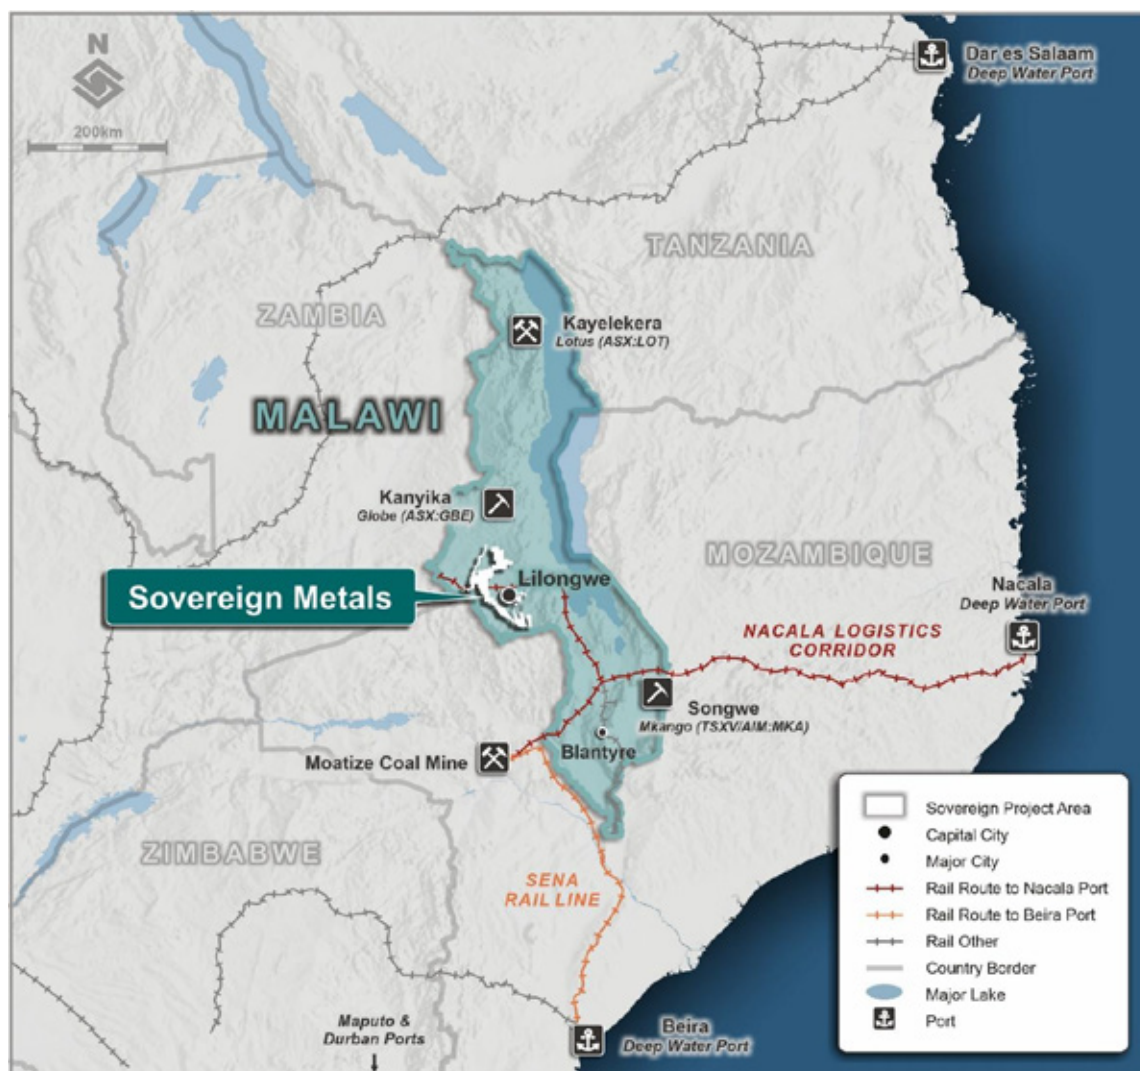 N
200km
Dar es Salaam
Deep Water Port
TANZANIA
ZAMBIA
Kayelekera
Lotus (ASX:LOT)
MALAWI
Kanyika
Globe (ASX:GBE)
MOZAMBIQUE
Lilongwe
Sovereign Metals
Nacala
Deep Water Port
NACALA LOGISTICS
CORRIDOR
Songwe
Mkango (TSXV/AIM:MKA)
Blantyre
Moatize Coal Mine
ZIMBABWE
SENA
RAIL LINE
Maputo &
Durban Ports
Beira
Deep Water Port
Sovereign Project Area
Capital City
Major City
Rail Route to Nacala Port
Rail Route to Beira Port
Rail Other
Country Border
Major Lake
Port